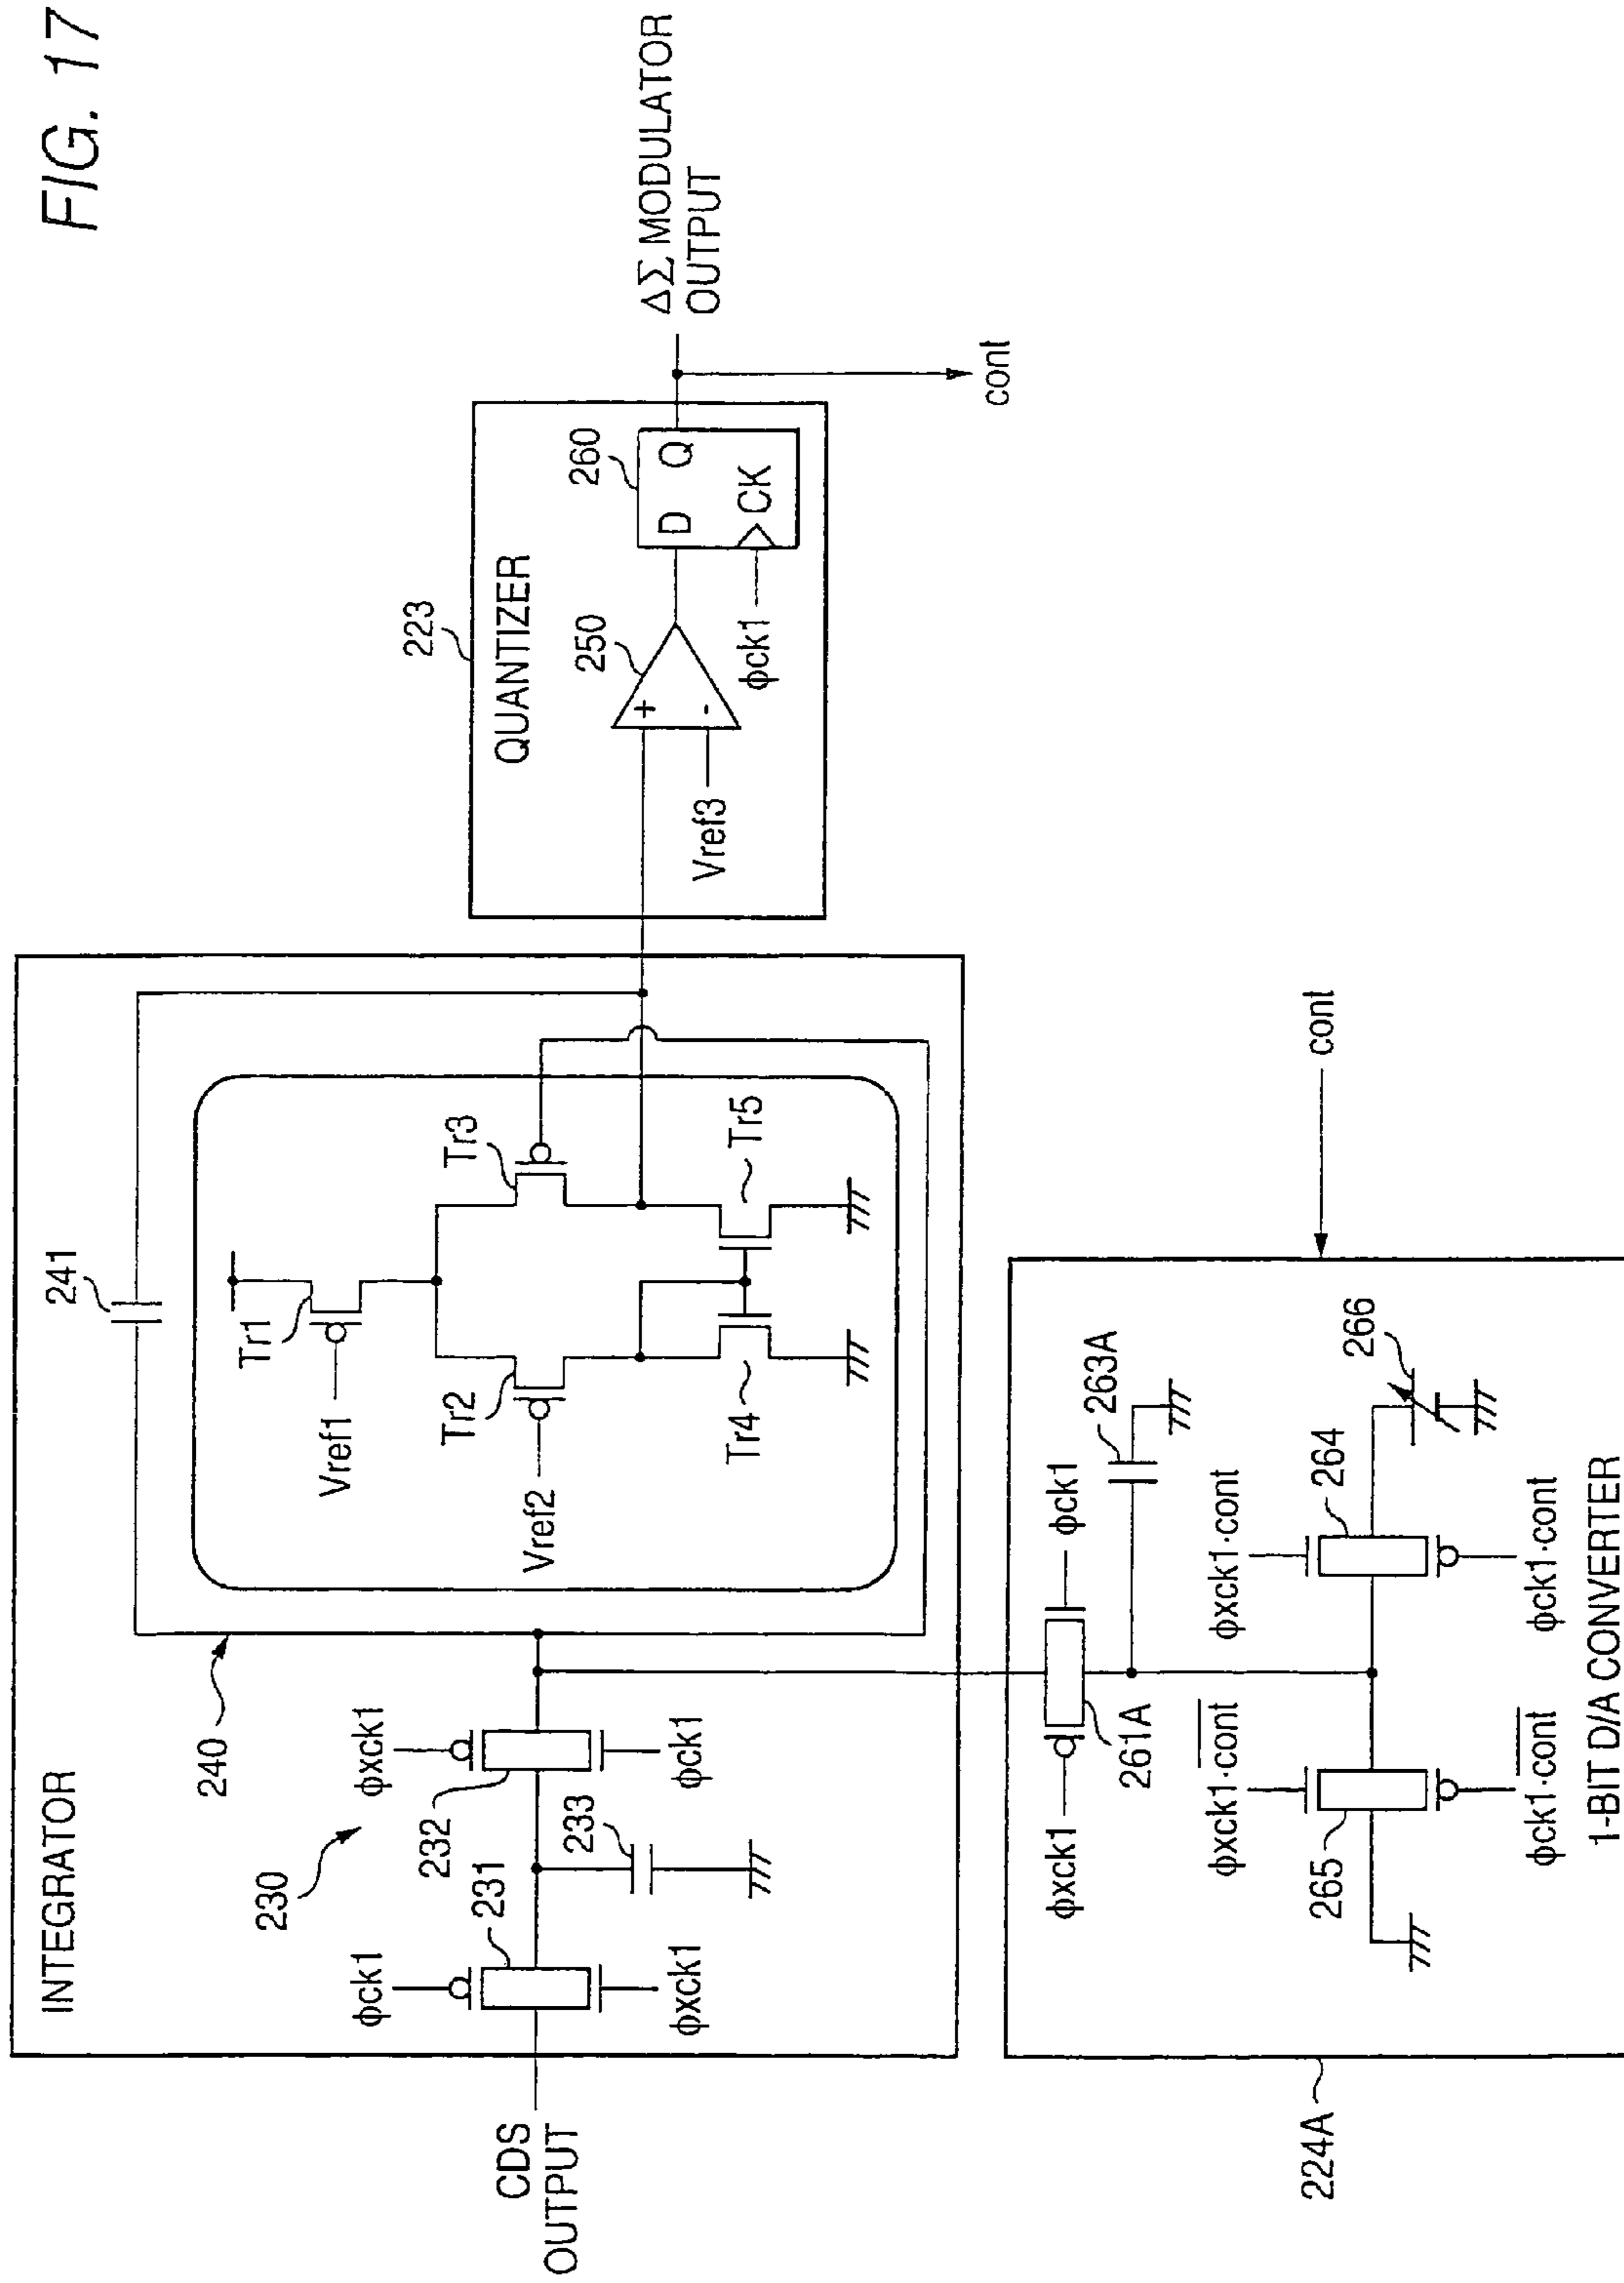 FIG. 17
INTEGRATOR
CDS
OUTPUT
230
ϕck1
231
ϕxck1
233
ϕxck1
232
ϕck1
240
241
Vref1
Tr1
Vref2
Tr2
Tr3
Tr4
Tr5
223
QUANTIZER
Vref3
+
-
250
D Q
CK
260
ϕck1
ΔΣ MODULATOR
OUTPUT
cont
224A
ϕxck1
261A
ϕck1
263A
ϕxck1·c̅o̅n̅t̅
265
ϕck1·c̅o̅n̅t̅
ϕxck1·cont
264
ϕck1·cont
266
cont
1-BIT D/A CONVERTER